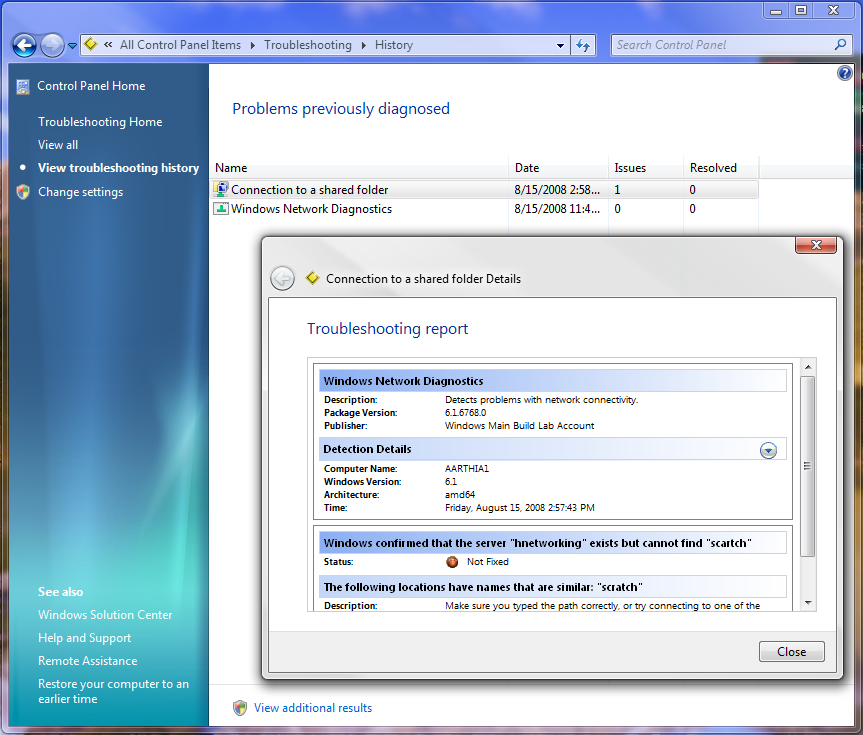 « All Control Panel Items Troubleshooting History
Search Control Panel
Control Panel Home
Troubleshooting Home
View all
View troubleshooting history
Change settings
See also
Windows Solution Center
Help and Support
Remote Assistance
Restore your computer to an
earlier time
Problems previously diagnosed
Name Date Issues Resolved
Connection to a shared folder 8/15/2008 2:58... 1 0
Windows Network Diagnostics 8/15/2008 11:4... 0 0
Connection to a shared folder Details
Troubleshooting report
Windows Network Diagnostics
Description: Detects problems with network connectivity.
Package Version: 6.1.6768.0
Publisher: Windows Main Build Lab Account
Detection Details
Computer Name: AARTHIA1
Windows Version: 6.1
Architecture: amd64
Time: Friday, August 15, 2008 2:57:43 PM
Windows confirmed that the server "hnetworking" exists but cannot find "scartch"
Status: Not Fixed
The following locations have names that are similar: "scratch"
Description: Make sure you typed the path correctly, or try connecting to one of the
Close
View additional results